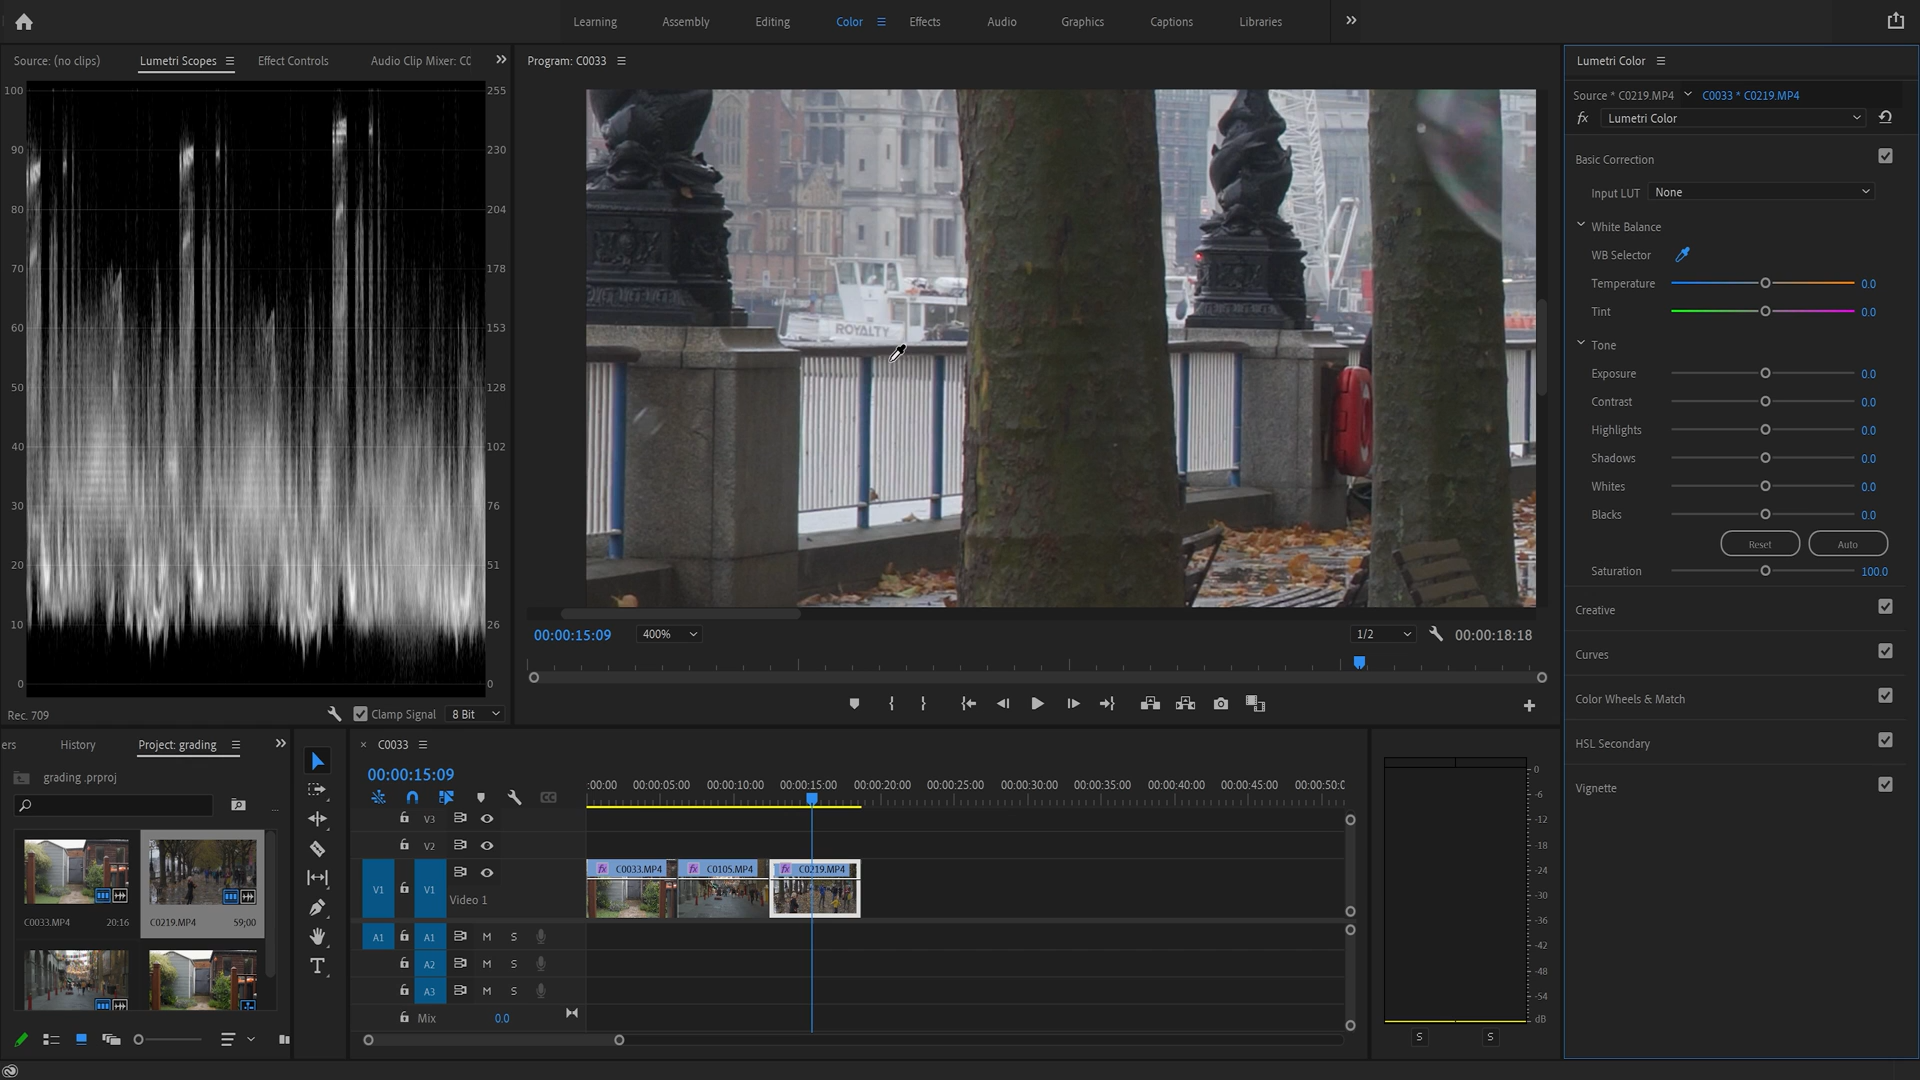 Learning Assembly Editing Color Effects Audio Graphics Captions Libraries
Source: (no clips) Lumetri Scopes Effect Controls Audio Clip Mixer: C0
100 255
90 230
80 204
70 178
60 153
50 128
40 102
30 76
20 51
10 26
0 0
Rec. 709 Clamp Signal 8 Bit
Program: C0033
ROYALTY
00:00:15:09 400% 1/2 00:00:18:18
Lumetri Color
Source * C0219.MP4 C0033 * C0219.MP4
fx Lumetri Color
Basic Correction
Input LUT None
White Balance
WB Selector
Temperature 0.0
Tint 0.0
Tone
Exposure 0.0
Contrast 0.0
Highlights 0.0
Shadows 0.0
Whites 0.0
Blacks 0.0
Reset Auto
Saturation 100.0
Creative
Curves
Color Wheels & Match
HSL Secondary
Vignette
ers History Project: grading
grading .prproj
C0033.MP4 20:16 C0219.MP4 59;00
× C0033
00:00:15:09
:00:00 00:00:05:00 00:00:10:00 00:00:15:00 00:00:20:00 00:00:25:00 00:00:30:00 00:00:35:00 00:00:40:00 00:00:45:00 00:00:50:0
CC
V3
V2
fx C0033.MP4 fx C0105.MP4 fx C0219.MP4
V1 V1
Video 1
A1 A1 M S
A2 M S
A3 M S
Mix 0.0
0
-6
-12
-18
-24
-30
-36
-42
-48
-54
dB
S S